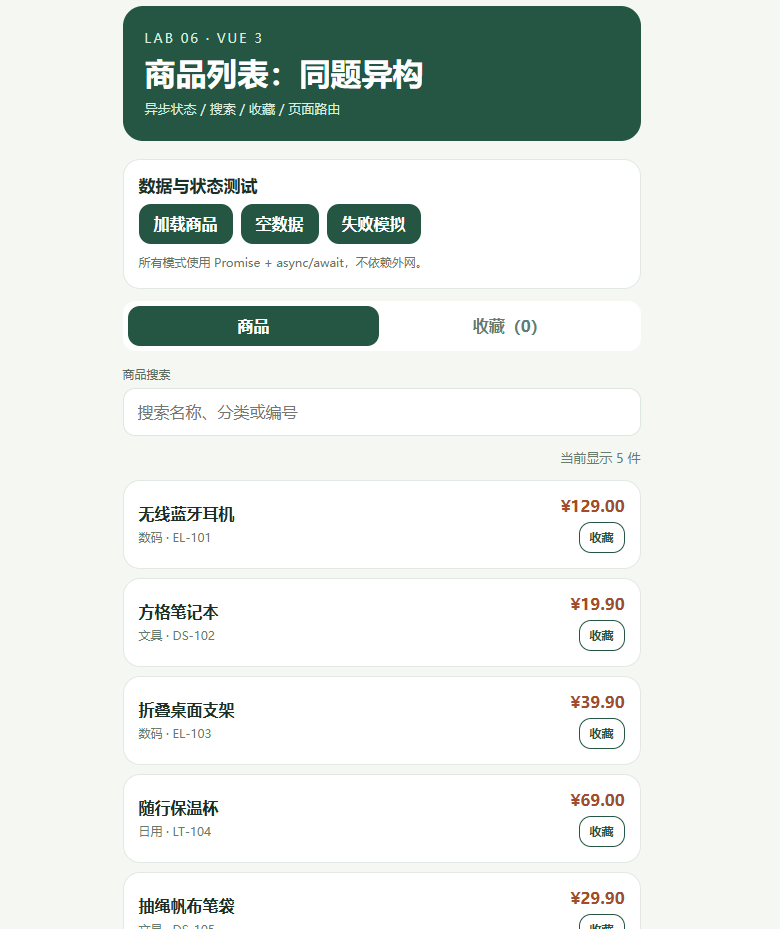 LAB 06 · VUE 3
商品列表：同题异构
异步状态 / 搜索 / 收藏 / 页面路由
数据与状态测试
加载商品 空数据 失败模拟
所有模式使用 Promise + async/await，不依赖外网。
商品 收藏（0）
商品搜索
搜索名称、分类或编号
当前显示 5 件
无线蓝牙耳机 ¥129.00
数码 · EL-101 收藏
方格笔记本 ¥19.90
文具 · DS-102 收藏
折叠桌面支架 ¥39.90
数码 · EL-103 收藏
随行保温杯 ¥69.00
日用 · LT-104 收藏
抽绳帆布笔袋 ¥29.90
文具 · DS-105 收藏